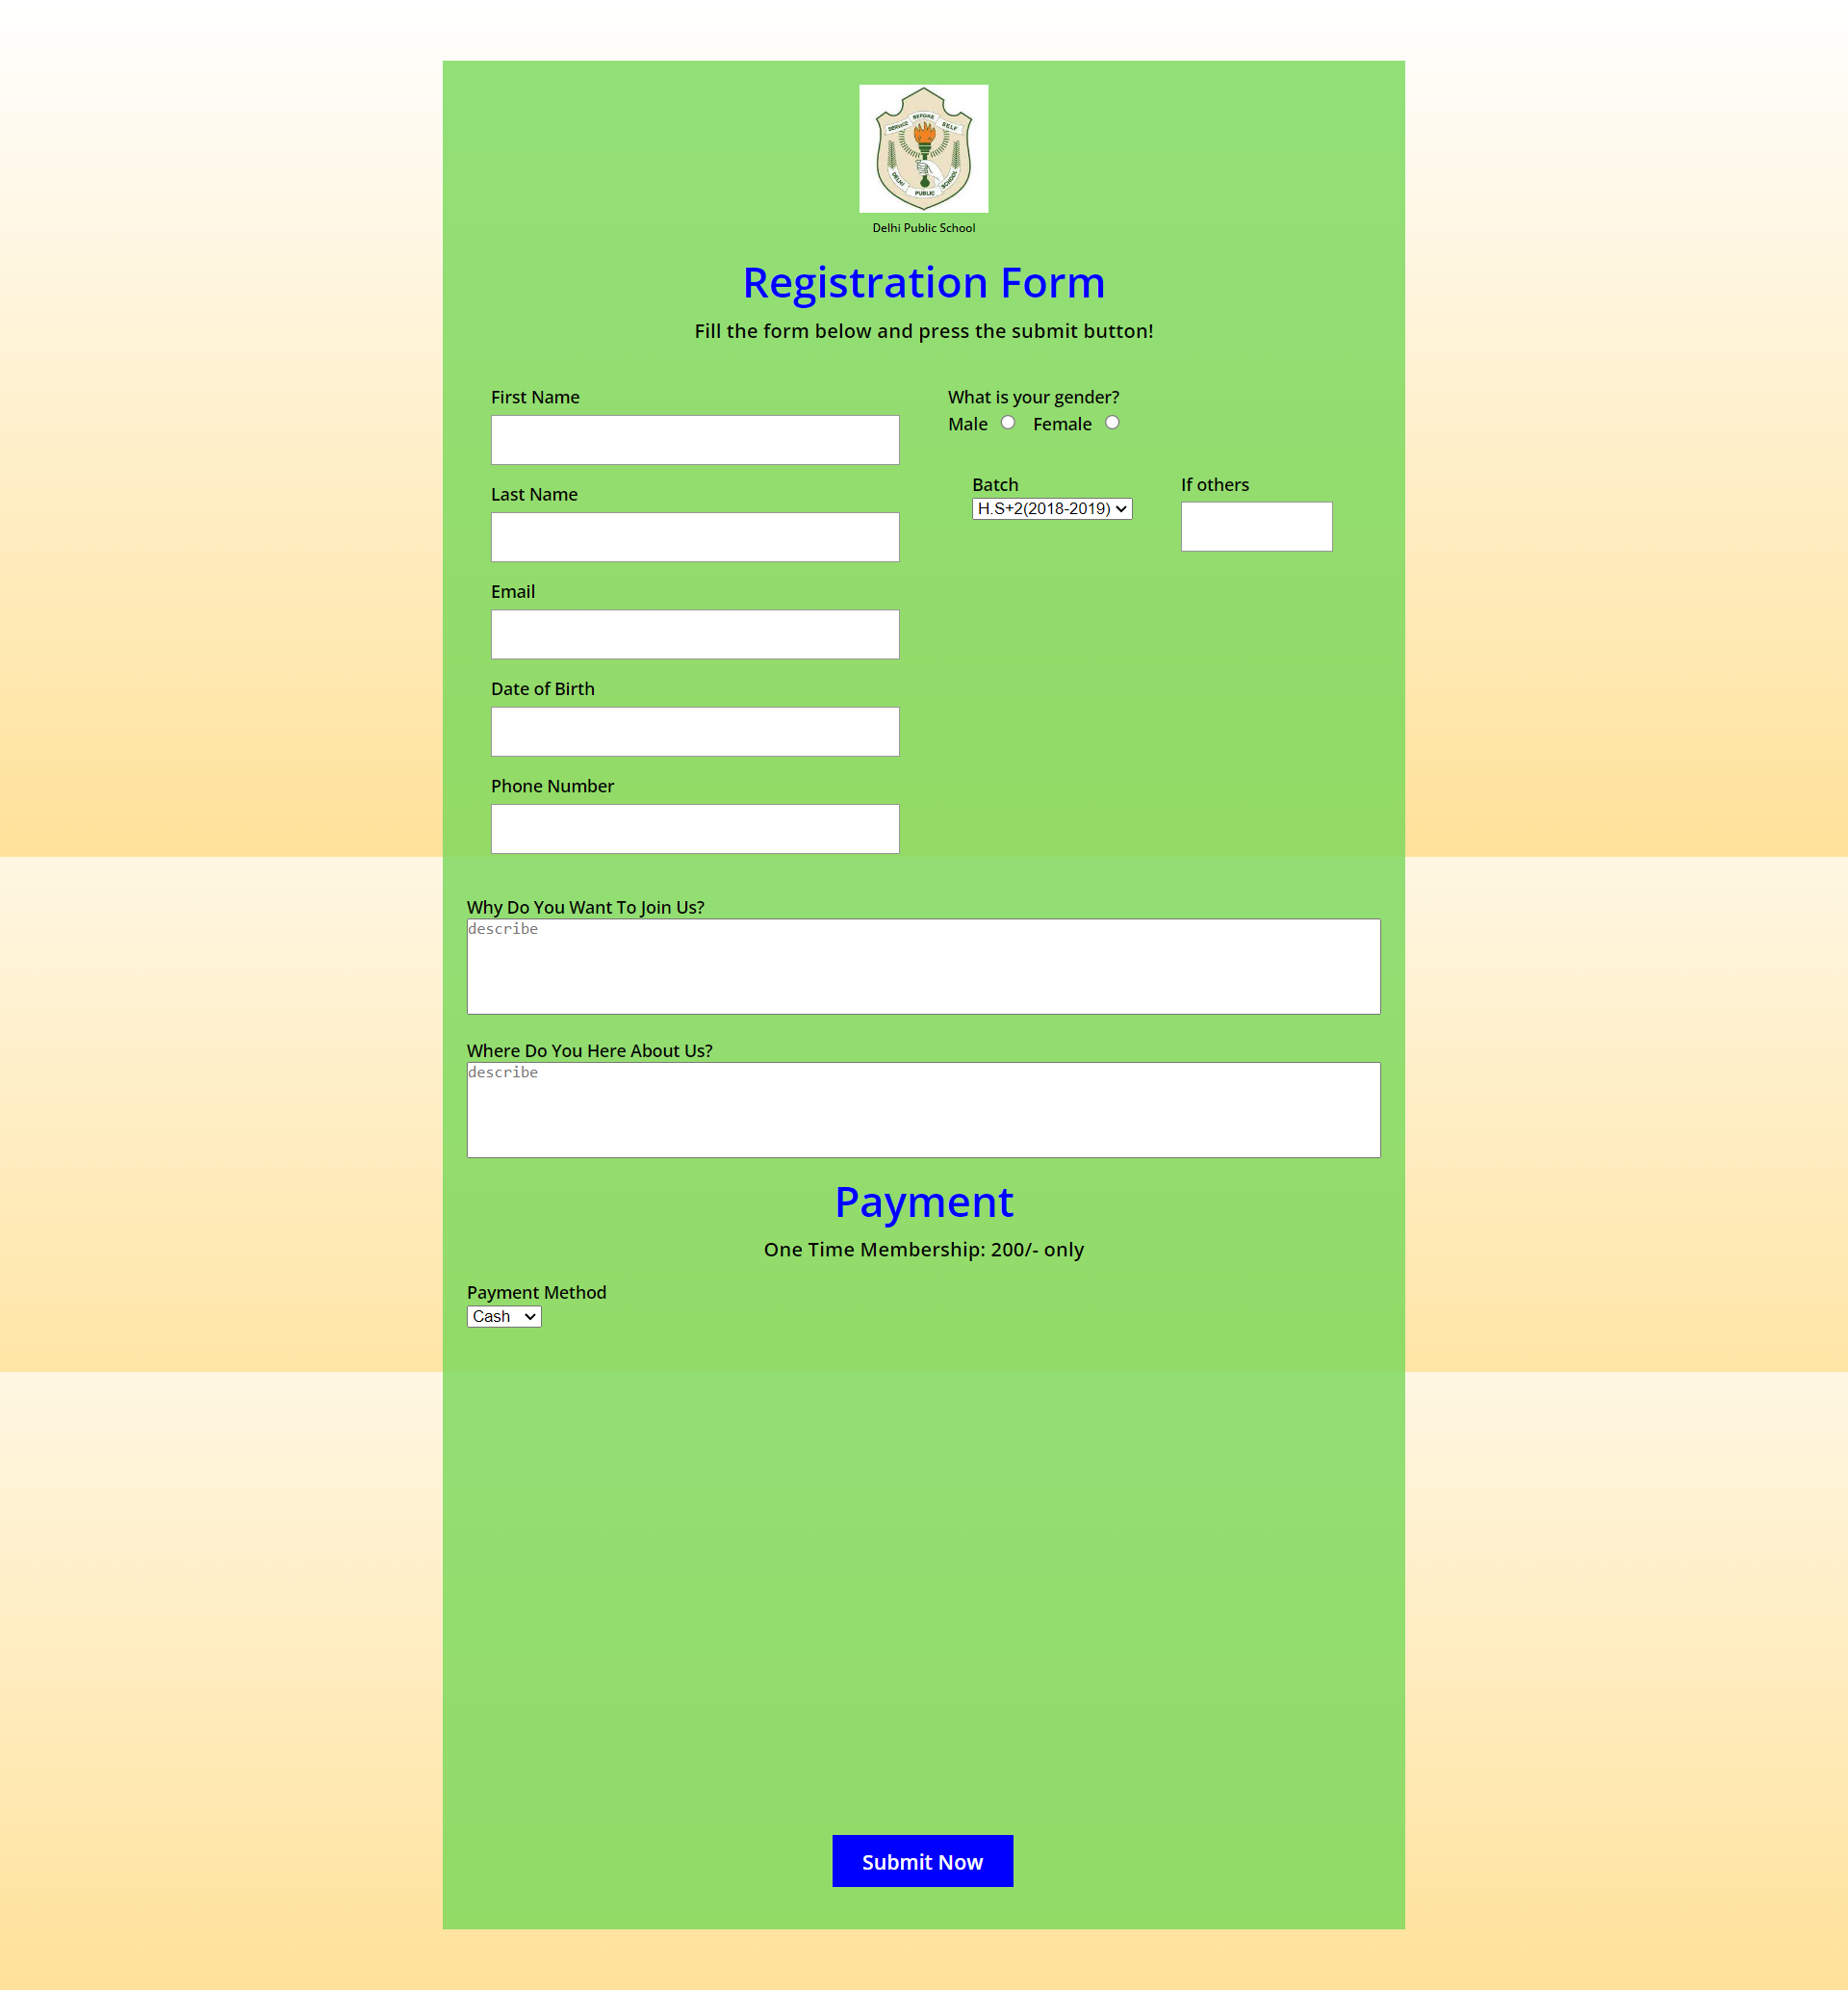 BEFORE
SERVICE SELF
DELHI PUBLIC SCHOOL
Delhi Public School
Registration Form
Fill the form below and press the submit button!
First Name
What is your gender?
Male Female
Batch If others
H.S+2(2018-2019)
Last Name
Email
Date of Birth
Phone Number
Why Do You Want To Join Us?
describe
Where Do You Here About Us?
describe
Payment
One Time Membership: 200/- only
Payment Method
Cash
Submit Now